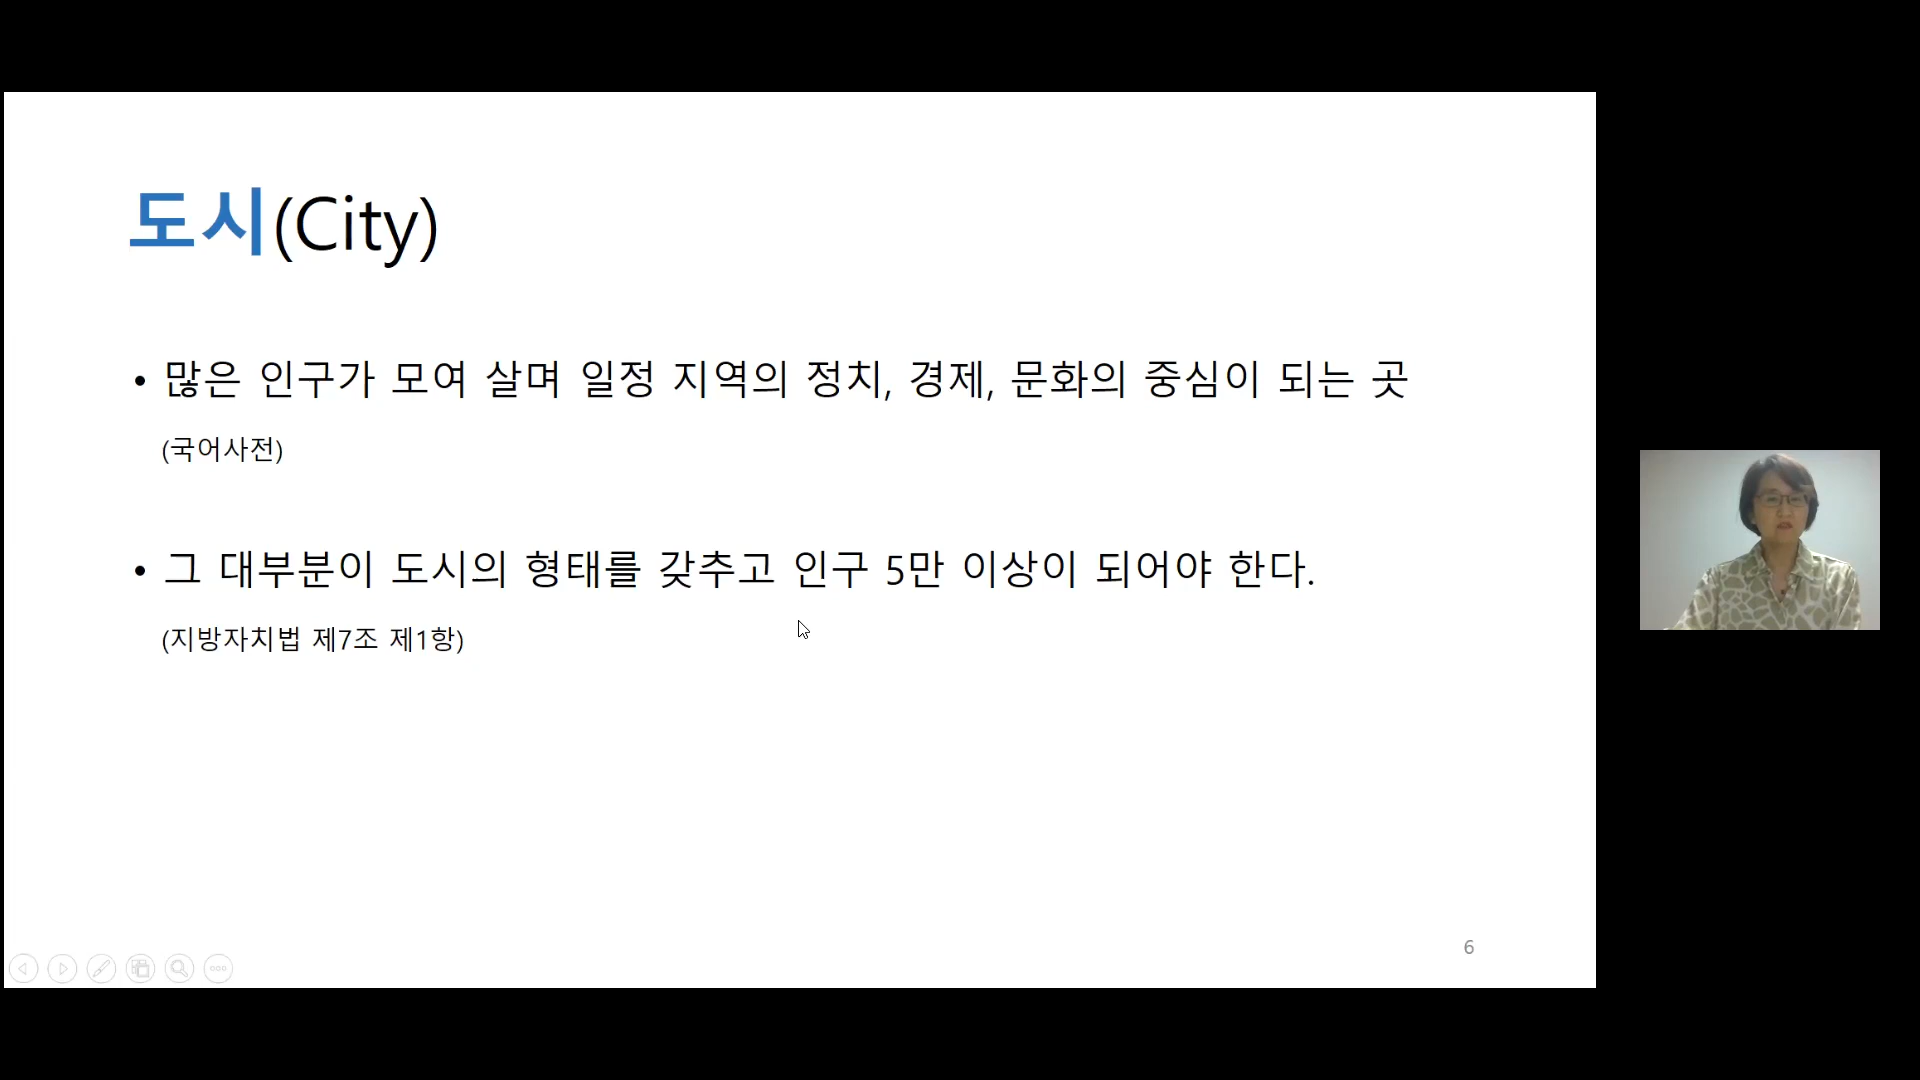 도시(City)
• 많은 인구가 모여 살며 일정 지역의 정치, 경제, 문화의 중심이 되는 곳
(국어사전)
• 그 대부분이 도시의 형태를 갖추고 인구 5만 이상이 되어야 한다.
(지방자치법 제7조 제1항)
6